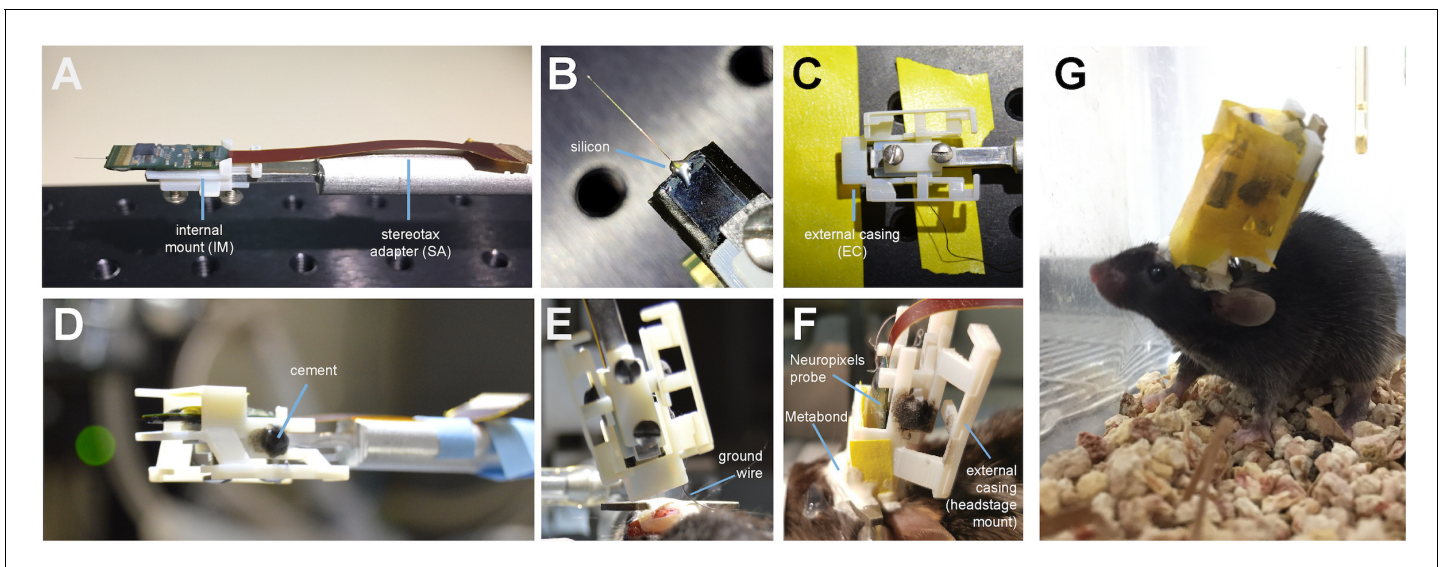 A
internal
mount (IM)
stereotax
adapter (SA)
B
silicon
C
external casing
(EC)
D
cement
E
ground
wire
F
Neuropixels
probe
Metabond
external
casing
(headstage
mount)
G